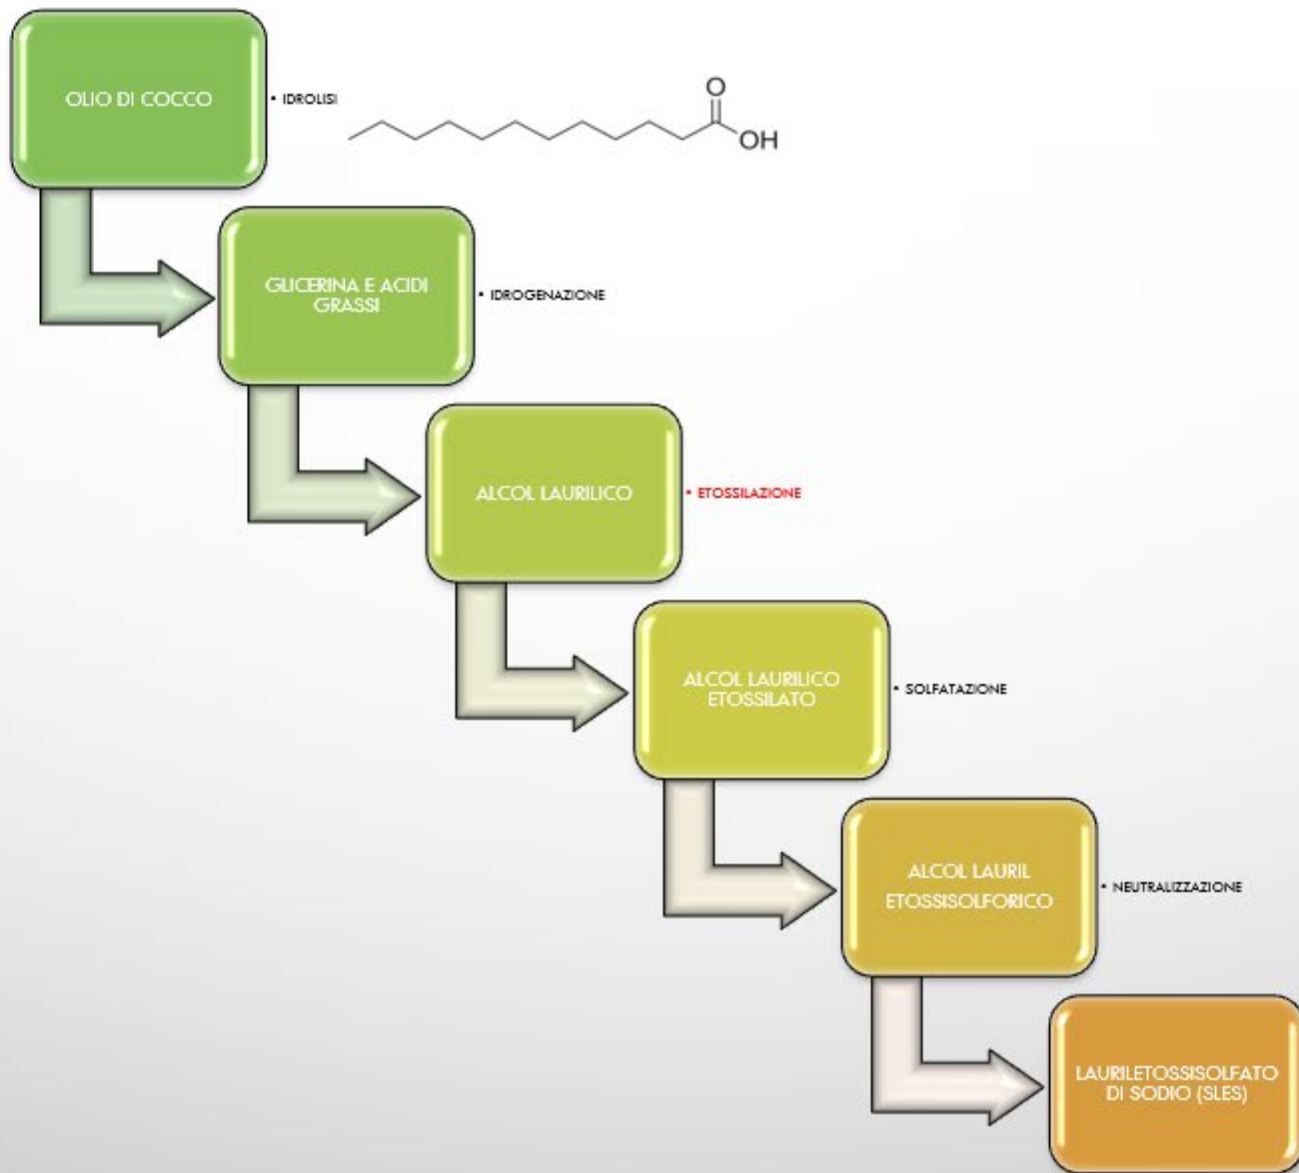 OLIO DI COCCO
• IDROLISI
O
OH
GLICERINA E ACIDI
GRASSI
• IDROGENAZIONE
ALCOL LAURILICO
• ETOSSILAZIONE
ALCOL LAURILICO
ETOSSILATO
• SOLFATAZIONE
ALCOL LAURIL
ETOSSISOLFORICO
• NEUTRALIZZAZIONE
LAURILETOSSISOLFATO
DI SODIO (SLES)